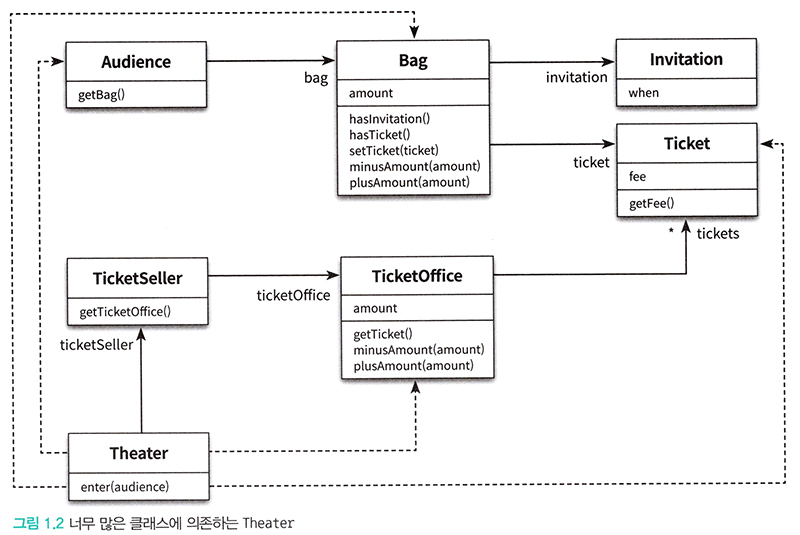 Audience
getBag()
bag
Bag
amount
hasInvitation()
hasTicket()
setTicket(ticket)
minusAmount(amount)
plusAmount(amount)
invitation
Invitation
when
ticket
Ticket
fee
getFee()
* tickets
TicketSeller
getTicketOffice()
ticketOffice
TicketOffice
amount
getTicket()
minusAmount(amount)
plusAmount(amount)
ticketSeller
Theater
enter(audience)
그림 1.2 너무 많은 클래스에 의존하는 Theater